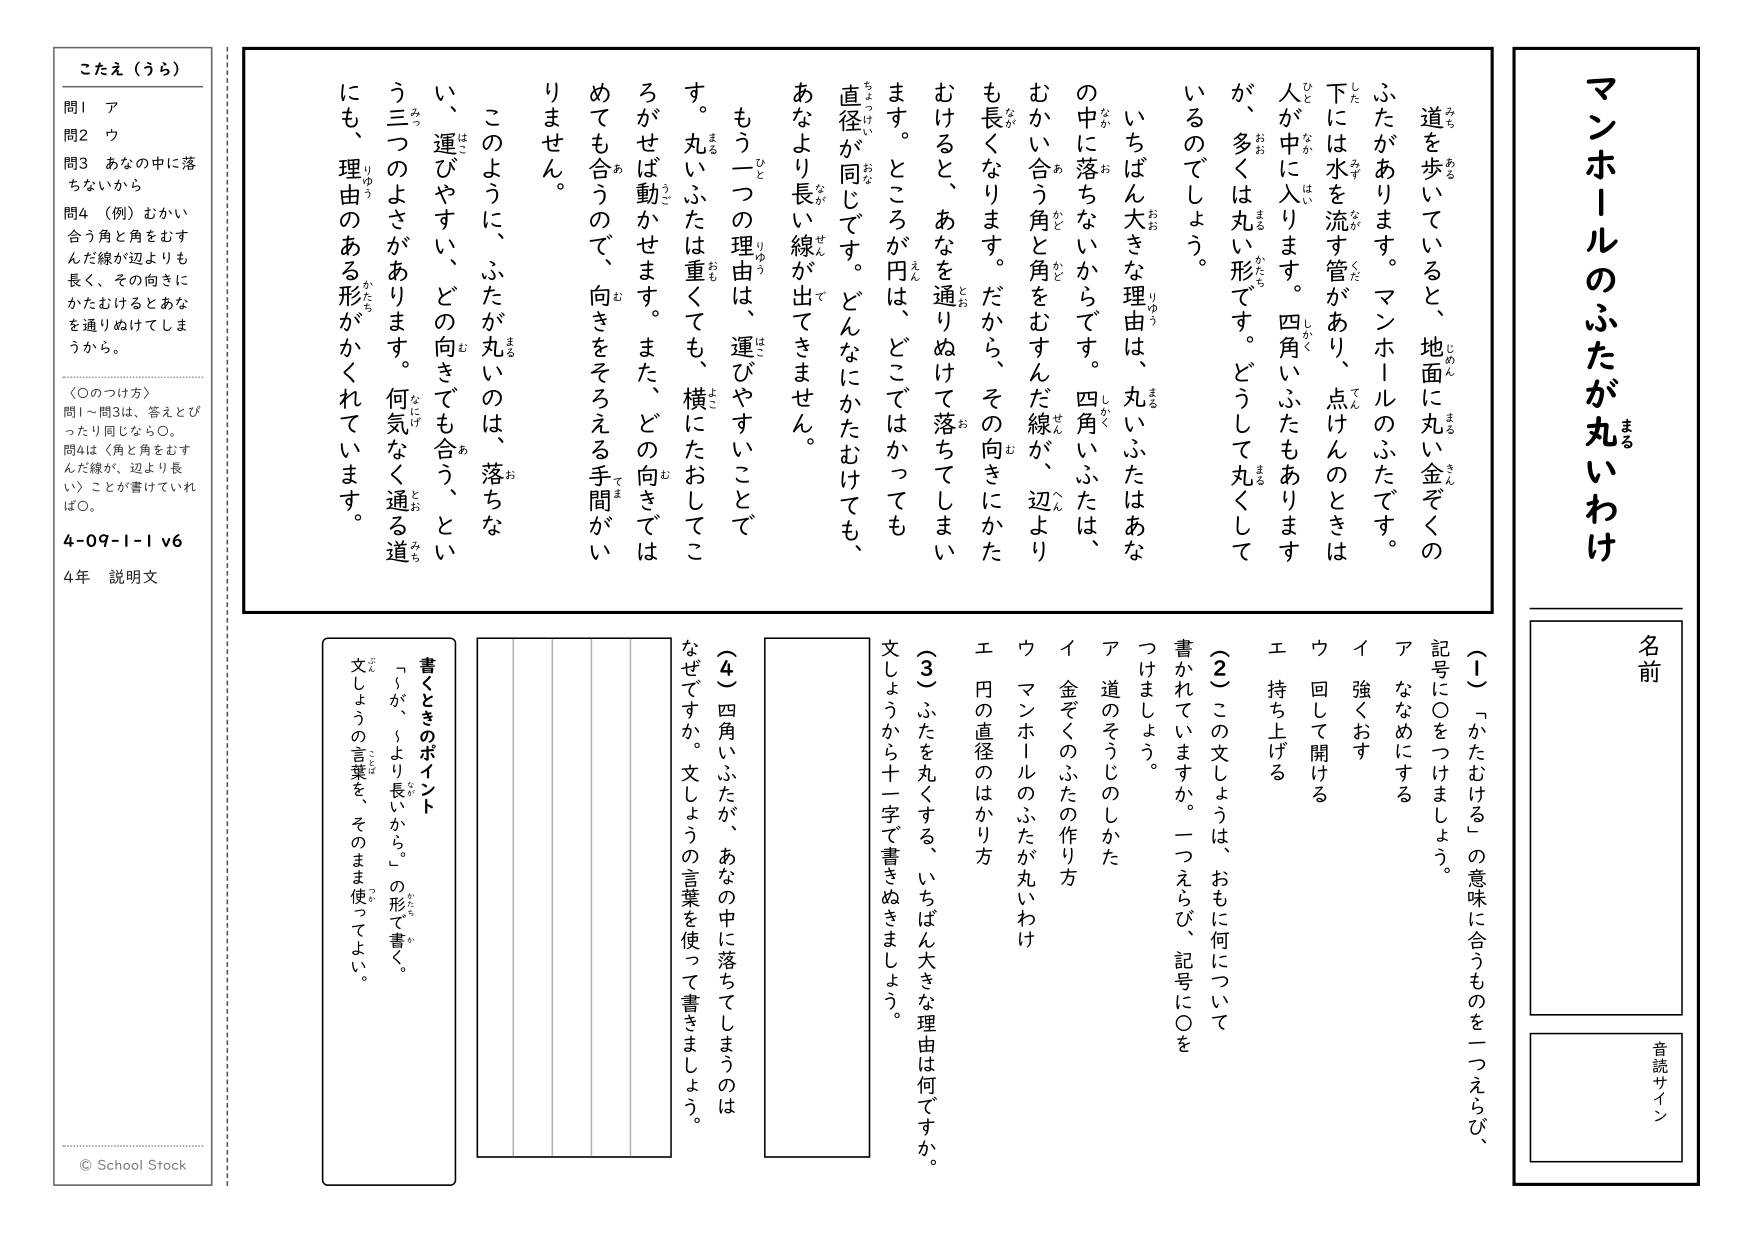 マンホールのふたが丸いわけ
まる
名前
音読サイン
道を歩いていると、地面に丸い金ぞくの
ふたがあります。マンホールのふたです。
下には水を流す管があり、点けんのときは
人が中に入ります。四角いふたもあります
が、多くは丸い形です。どうして丸くして
いるのでしょう。
いちばん大きな理由は、丸いふたはあな
の中に落ちないからです。四角いふたは、
むかい合う角と角をむすんだ線が、辺より
も長くなります。だから、その向きにかた
むけると、あなを通りぬけて落ちてしまい
ます。ところが円は、どこではかっても
直径が同じです。どんなにかたむけても、
あなより長い線が出てきません。
もう一つの理由は、運びやすいことで
す。丸いふたは重くても、横にたおしてこ
ろがせば動かせます。また、どの向きでは
めても合うので、向きをそろえる手間がい
りません。
このように、ふたが丸いのは、落ちな
い、運びやすい、どの向きでも合う、とい
う三つのよさがあります。何気なく通る道
にも、理由のある形がかくれています。
(1)「かたむける」の意味に合うものを一つえらび、
記号に〇をつけましょう。
ア ななめにする
イ 強くおす
ウ 回して開ける
エ 持ち上げる
(2)この文しょうは、おもに何について
書かれていますか。一つえらび、記号に〇を
つけましょう。
ア 道のそうじのしかた
イ 金ぞくのふたの作り方
ウ マンホールのふたが丸いわけ
エ 円の直径のはかり方
(3)ふたを丸くする、いちばん大きな理由は何ですか。
文しょうから十一字で書きぬきましょう。
(4)四角いふたが、あなの中に落ちてしまうのは
なぜですか。文しょうの言葉を使って書きましょう。
書くときのポイント
「〜が、〜より長いから。」の形で書く。
文しょうの言葉を、そのまま使ってよい。
こたえ（うら）
問1 ア
問2 ウ
問3 あなの中に落
ちないから
問4 （例）むかい
合う角と角をむす
んだ線が辺よりも
長く、その向きに
かたむけるとあな
を通りぬけてしま
うから。
〈〇のつけ方〉
問1〜問3は、答えとぴ
ったり同じなら〇。
問4は〈角と角をむす
んだ線が、辺より長
い〉ことが書けていれ
ば〇。
4-09-1-1 v6
4年 説明文
© School Stock